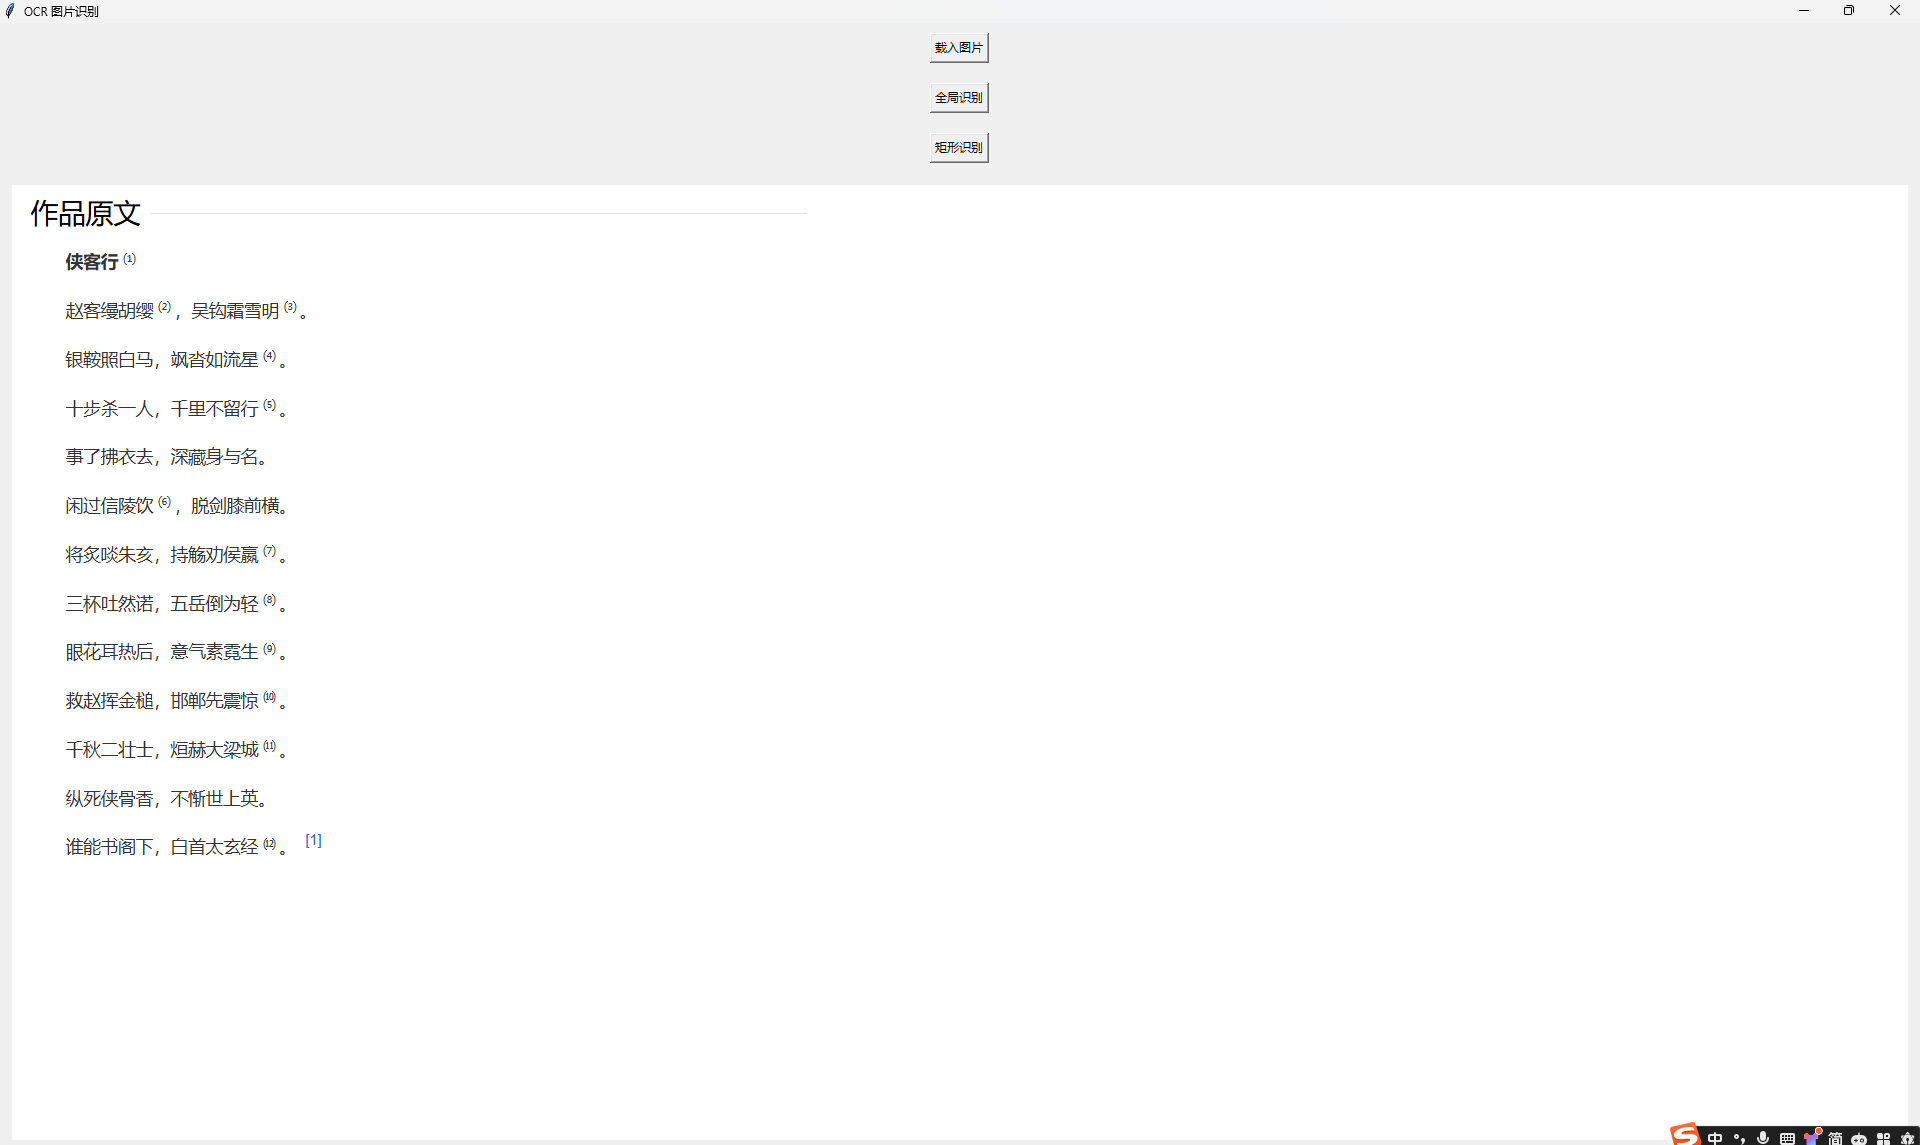 OCR 图片识别
载入图片
全局识别
矩形识别
作品原文
侠客行 ⑴
赵客缦胡缨 ⑵ ，吴钩霜雪明 ⑶ 。
银鞍照白马，飒沓如流星 ⑷ 。
十步杀一人，千里不留行 ⑸ 。
事了拂衣去，深藏身与名。
闲过信陵饮 ⑹ ，脱剑膝前横。
将炙啖朱亥，持觞劝侯嬴 ⑺ 。
三杯吐然诺，五岳倒为轻 ⑻ 。
眼花耳热后，意气素霓生 ⑼ 。
救赵挥金槌，邯郸先震惊 ⑽ 。
千秋二壮士，烜赫大梁城 ⑾ 。
纵死侠骨香，不惭世上英。
谁能书阁下，白首太玄经 ⑿ 。 [1]
中 简